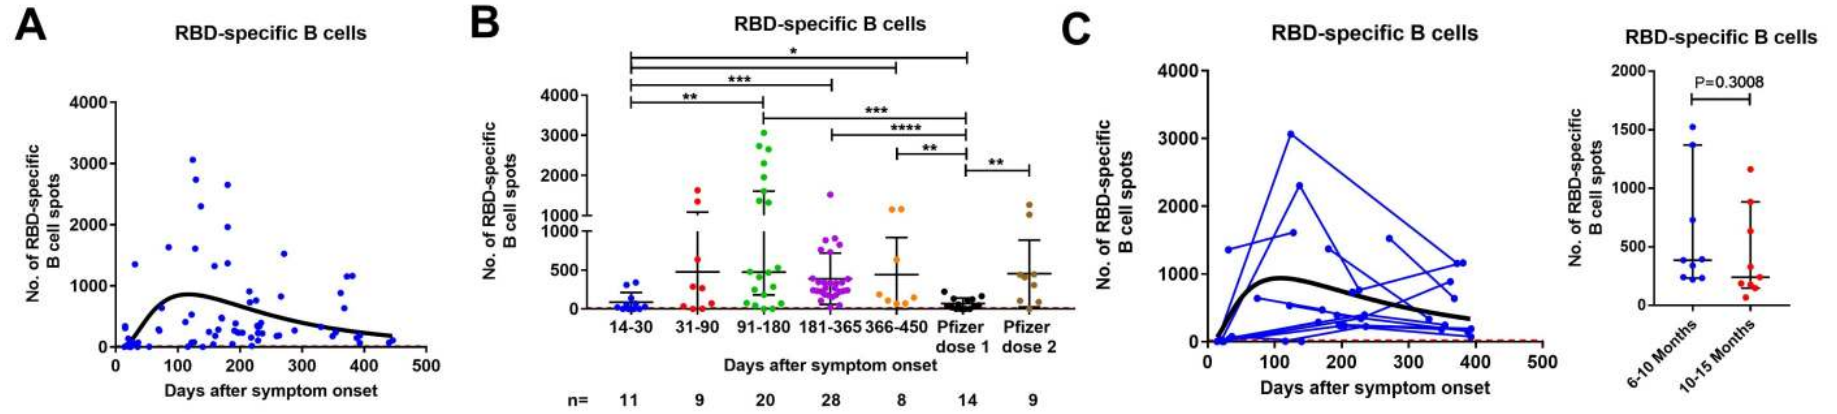 A
RBD-specific B cells
No. of RBD-specific
B cell spots
4000
3000
2000
1000
0
0 100 200 300 400 500
Days after symptom onset
B
RBD-specific B cells
*
***
**
***
****
**
**
No. of RBD-specific
B cell spots
4000
3000
2000
1000
1000
500
0
14-30 31-90 91-180 181-365 366-450 Pfizer dose 1 Pfizer dose 2
Days after symptom onset
n= 11 9 20 28 8 14 9
C
RBD-specific B cells
No. of RBD-specific
B cell spots
4000
3000
2000
1000
0
0 100 200 300 400 500
Days after symptom onset
RBD-specific B cells
P=0.3008
No. of RBD-specific
B cell spots
2000
1500
1000
500
0
6-10 Months
10-15 Months